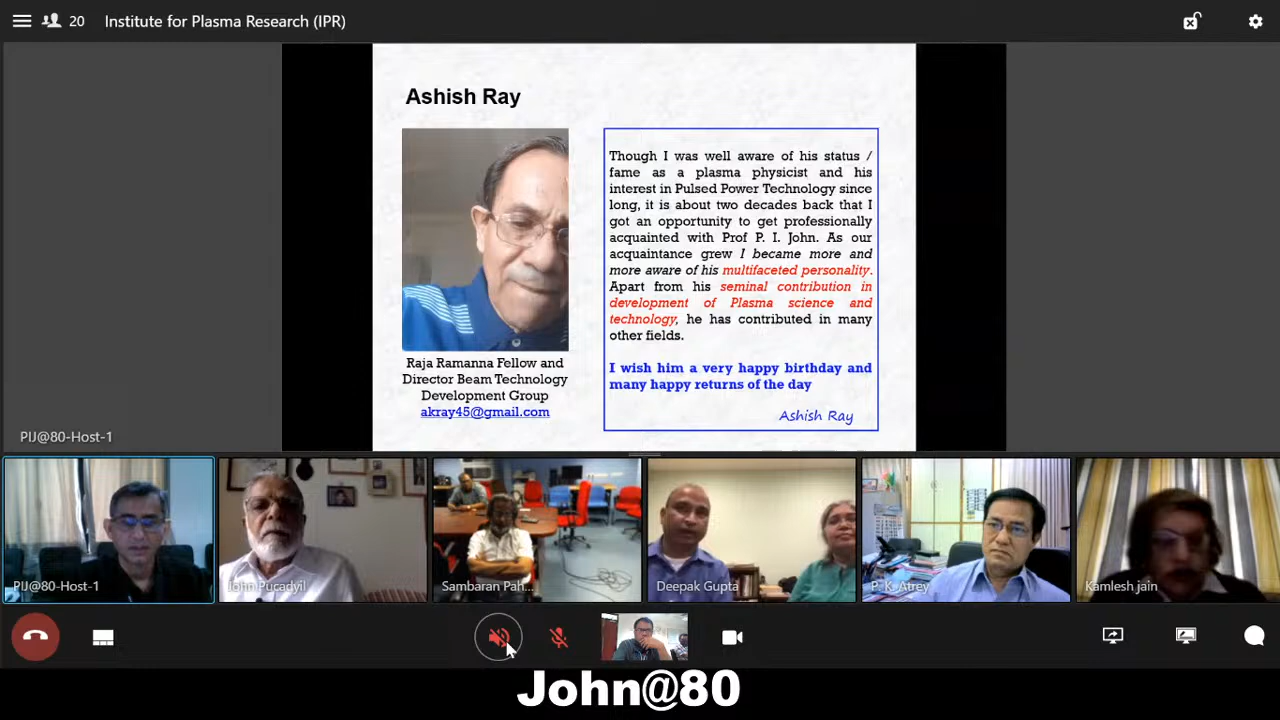 20 Institute for Plasma Research (IPR)
Ashish Ray
Though I was well aware of his status /
fame as a plasma physicist and his
interest in Pulsed Power Technology since
long, it is about two decades back that I
got an opportunity to get professionally
acquainted with Prof P. I. John. As our
acquaintance grew I became more and
more aware of his multifaceted personality.
Apart from his seminal contribution in
development of Plasma science and
technology, he has contributed in many
other fields.
I wish him a very happy birthday and
many happy returns of the day
Ashish Ray
Raja Ramanna Fellow and
Director Beam Technology
Development Group
akray45@gmail.com
PIJ@80-Host-1
PIJ@80-Host-1
John Pucadyil
Sambaran Pah...
Deepak Gupta
P. K. Atrey
Kamlesh jain
John@80